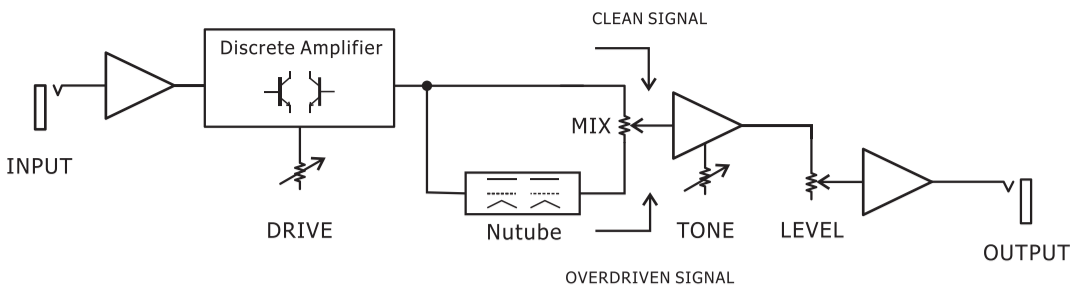 CLEAN SIGNAL
Discrete Amplifier
MIX
INPUT
DRIVE
Nutube
TONE
LEVEL
OUTPUT
OVERDRIVEN SIGNAL